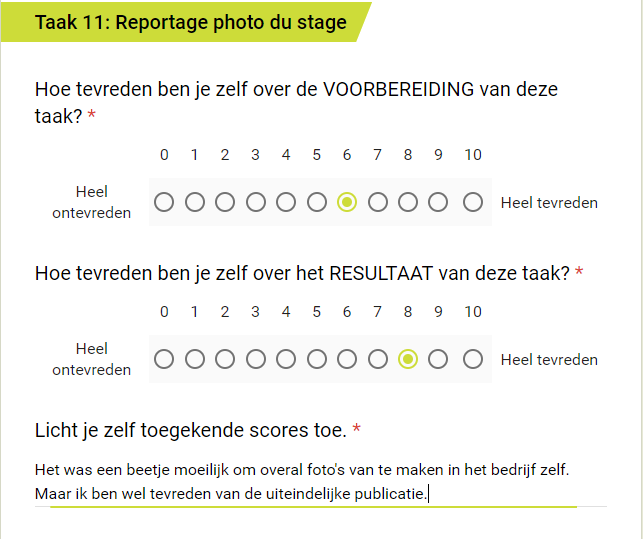 Taak 11: Reportage photo du stage
Hoe tevreden ben je zelf over de VOORBEREIDING van deze
taak? *
0 1 2 3 4 5 6 7 8 9 10
Heel
ontevreden
Heel tevreden
Hoe tevreden ben je zelf over het RESULTAAT van deze taak? *
0 1 2 3 4 5 6 7 8 9 10
Heel
ontevreden
Heel tevreden
Licht je zelf toegekende scores toe. *
Het was een beetje moeilijk om overal foto's van te maken in het bedrijf zelf.
Maar ik ben wel tevreden van de uiteindelijke publicatie.